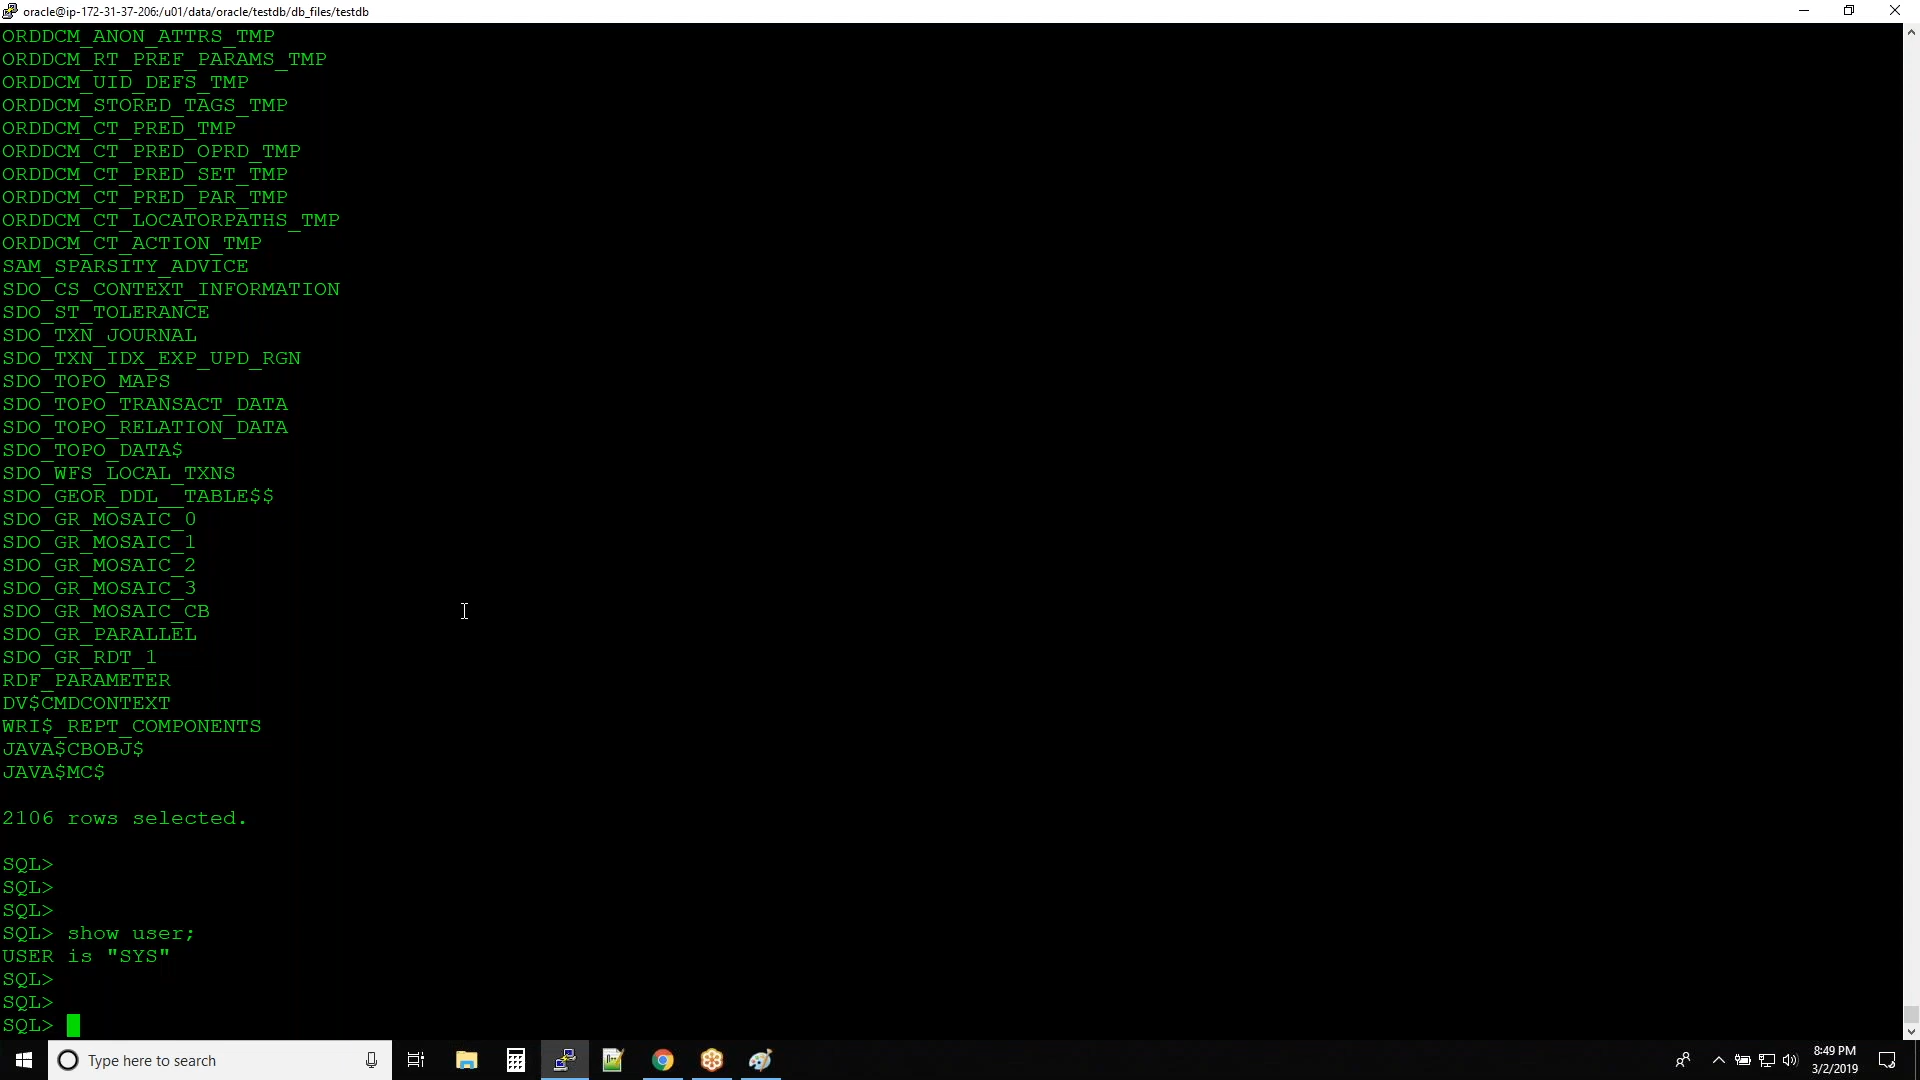 oracle@ip-172-31-37-206:/u01/data/oracle/testdb/db_files/testdb
ORDDCM_ANON_ATTRS_TMP
ORDDCM_RT_PREF_PARAMS_TMP
ORDDCM_UID_DEFS_TMP
ORDDCM_STORED_TAGS_TMP
ORDDCM_CT_PRED_TMP
ORDDCM_CT_PRED_OPRD_TMP
ORDDCM_CT_PRED_SET_TMP
ORDDCM_CT_PRED_PAR_TMP
ORDDCM_CT_LOCATORPATHS_TMP
ORDDCM_CT_ACTION_TMP
SAM_SPARSITY_ADVICE
SDO_CS_CONTEXT_INFORMATION
SDO_ST_TOLERANCE
SDO_TXN_JOURNAL
SDO_TXN_IDX_EXP_UPD_RGN
SDO_TOPO_MAPS
SDO_TOPO_TRANSACT_DATA
SDO_TOPO_RELATION_DATA
SDO_TOPO_DATA$
SDO_WFS_LOCAL_TXNS
SDO_GEOR_DDL__TABLE$$
SDO_GR_MOSAIC_0
SDO_GR_MOSAIC_1
SDO_GR_MOSAIC_2
SDO_GR_MOSAIC_3
SDO_GR_MOSAIC_CB
SDO_GR_PARALLEL
SDO_GR_RDT_1
RDF_PARAMETER
DV$CMDCONTEXT
WRI$_REPT_COMPONENTS
JAVA$CBOBJ$
JAVA$MC$
2106 rows selected.
SQL>
SQL>
SQL>
SQL> show user;
USER is "SYS"
SQL>
SQL>
SQL>
Type here to search
8:49 PM
3/2/2019